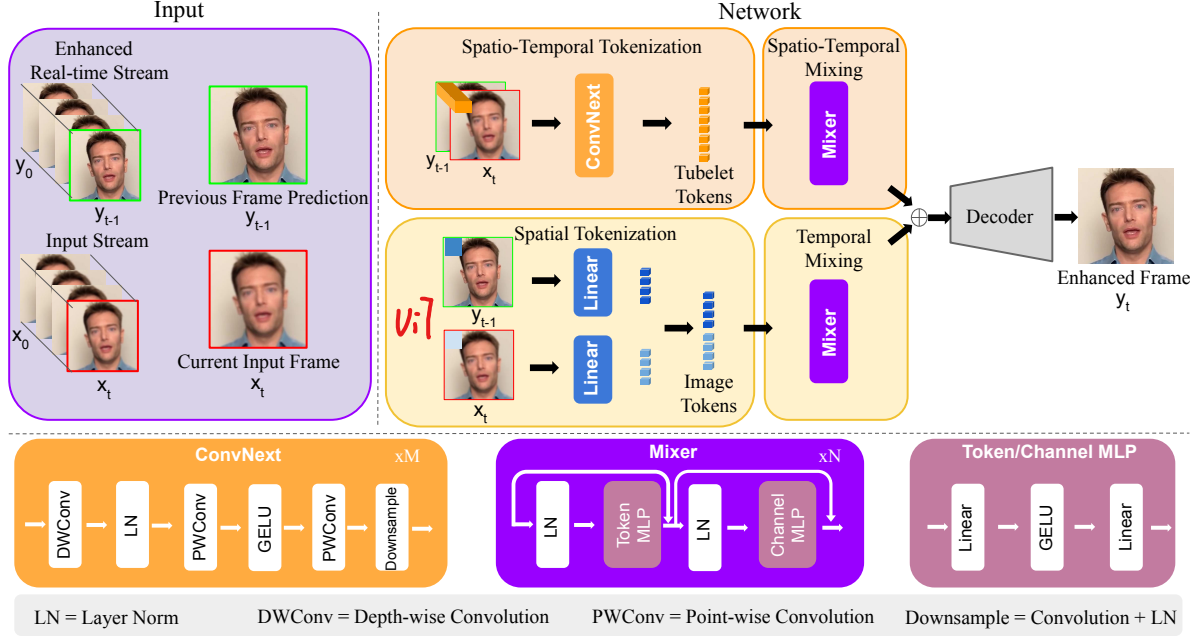 Input
Network
Enhanced
Real-time Stream
y0
yt-1
Previous Frame Prediction
yt-1
Input Stream
x0
xt
Current Input Frame
xt
Spatio-Temporal Tokenization
yt-1
xt
ConvNext
Tubelet
Tokens
Spatio-Temporal
Mixing
Mixer
Spatial Tokenization
yt-1
xt
Linear
Linear
Image
Tokens
Temporal
Mixing
Mixer
Decoder
Enhanced Frame
yt
ConvNext
xM
DWConv
LN
PWConv
GELU
PWConv
Downsample
Mixer
xN
LN
Token
MLP
LN
Channel
MLP
Token/Channel MLP
Linear
GELU
Linear
LN = Layer Norm
DWConv = Depth-wise Convolution
PWConv = Point-wise Convolution
Downsample = Convolution + LN